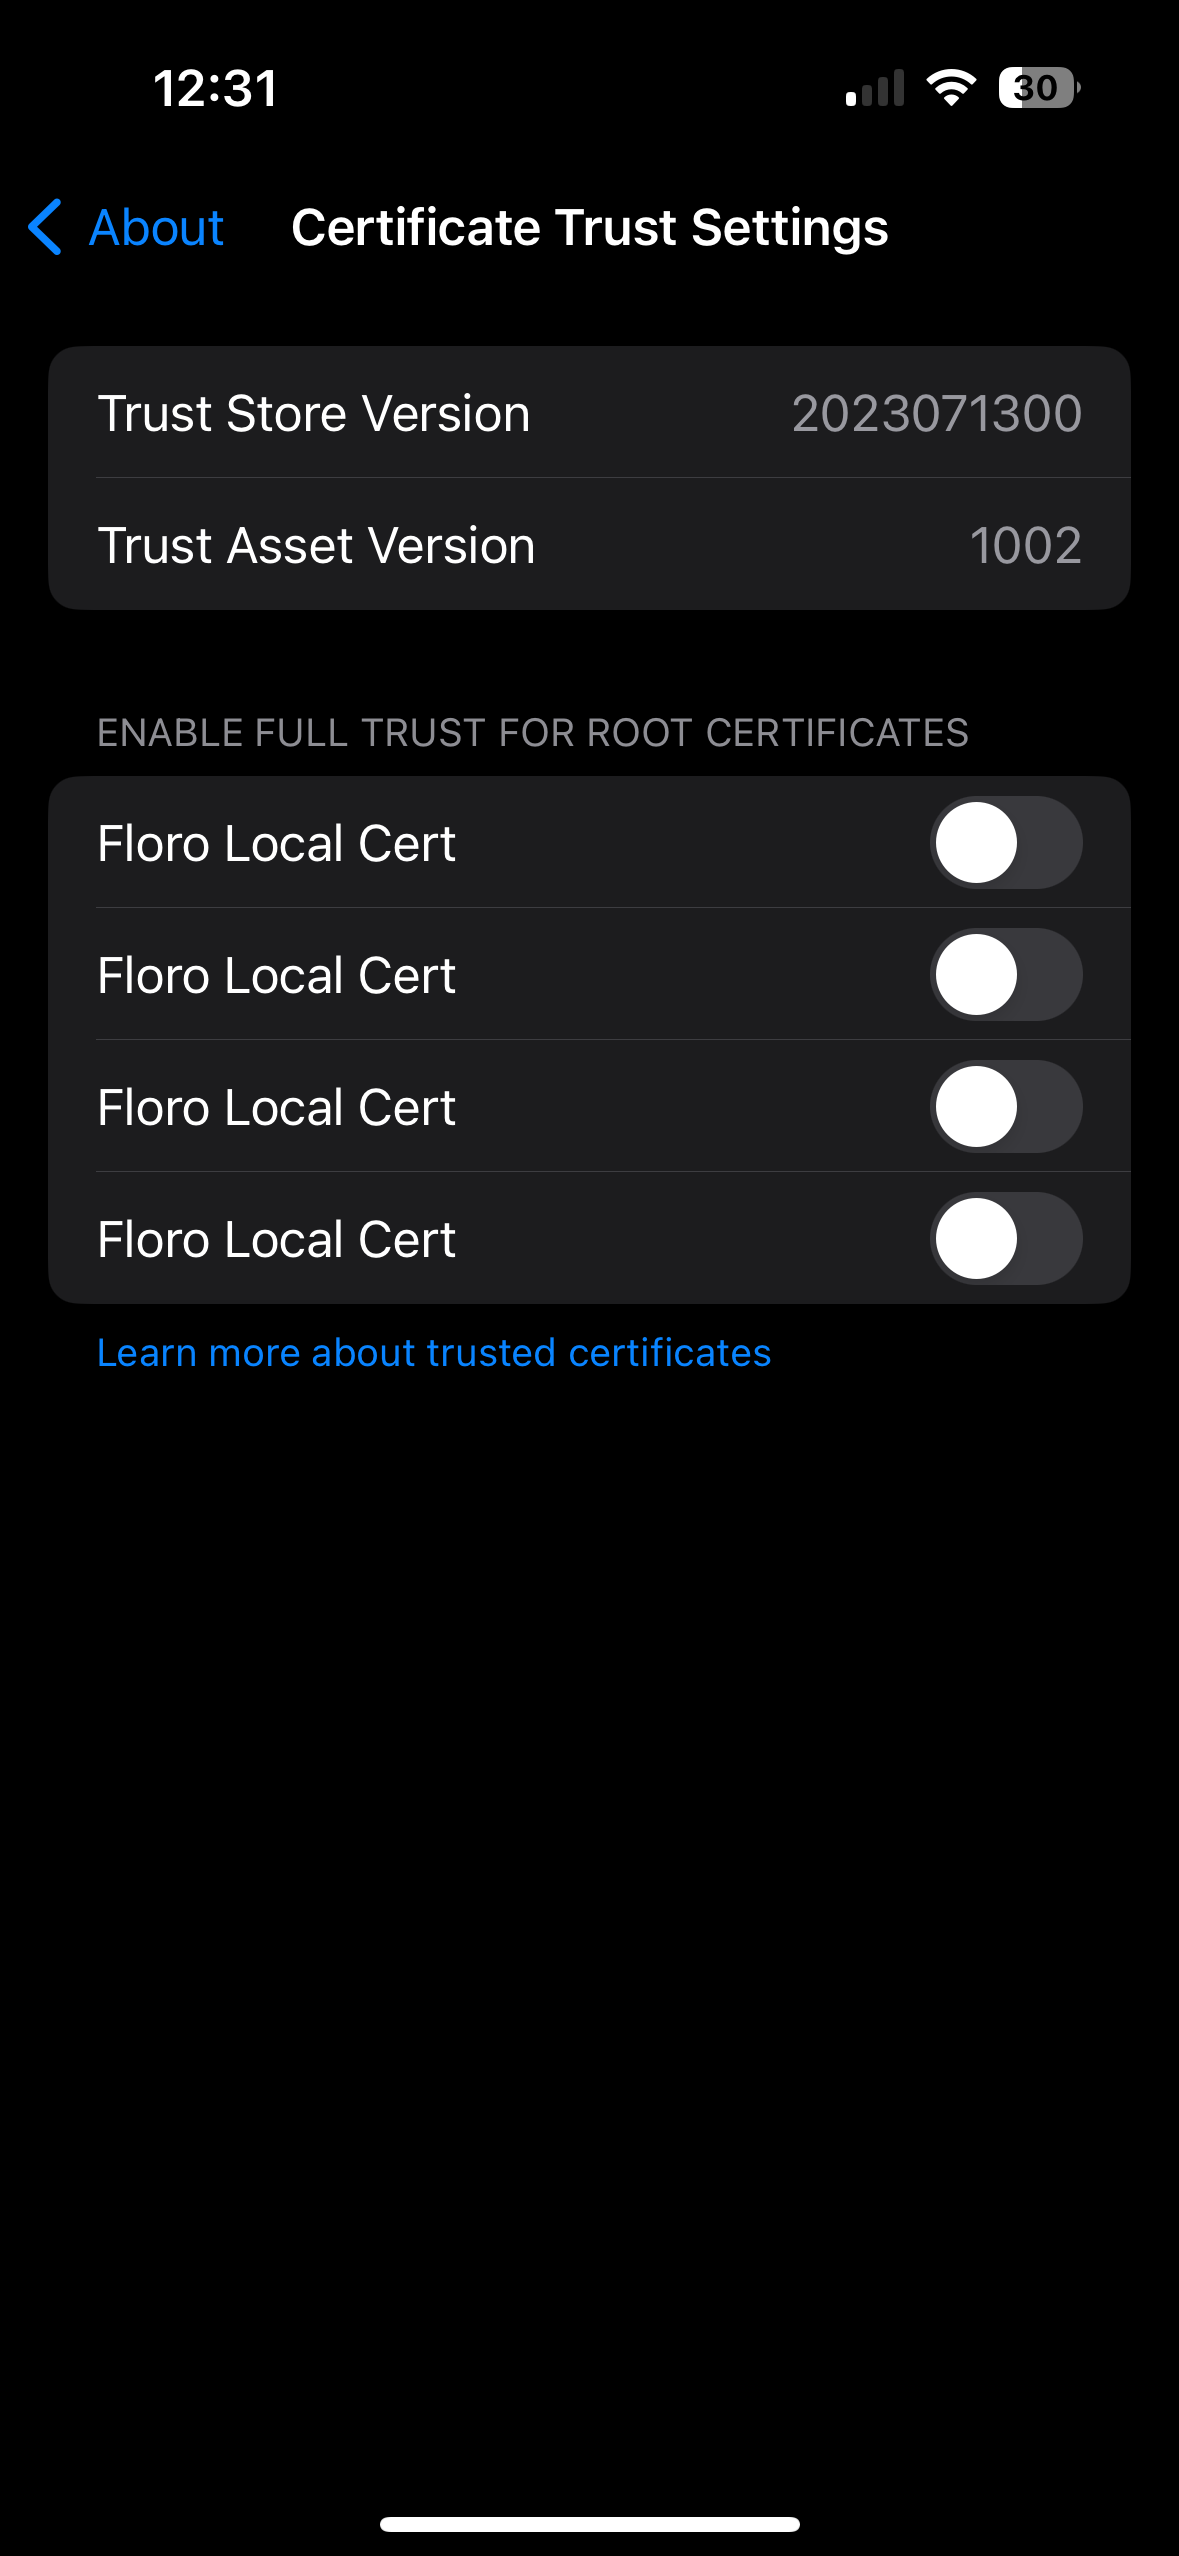 12:31
30
About
Certificate Trust Settings
Trust Store Version 2023071300
Trust Asset Version 1002
ENABLE FULL TRUST FOR ROOT CERTIFICATES
Floro Local Cert
Floro Local Cert
Floro Local Cert
Floro Local Cert
Learn more about trusted certificates